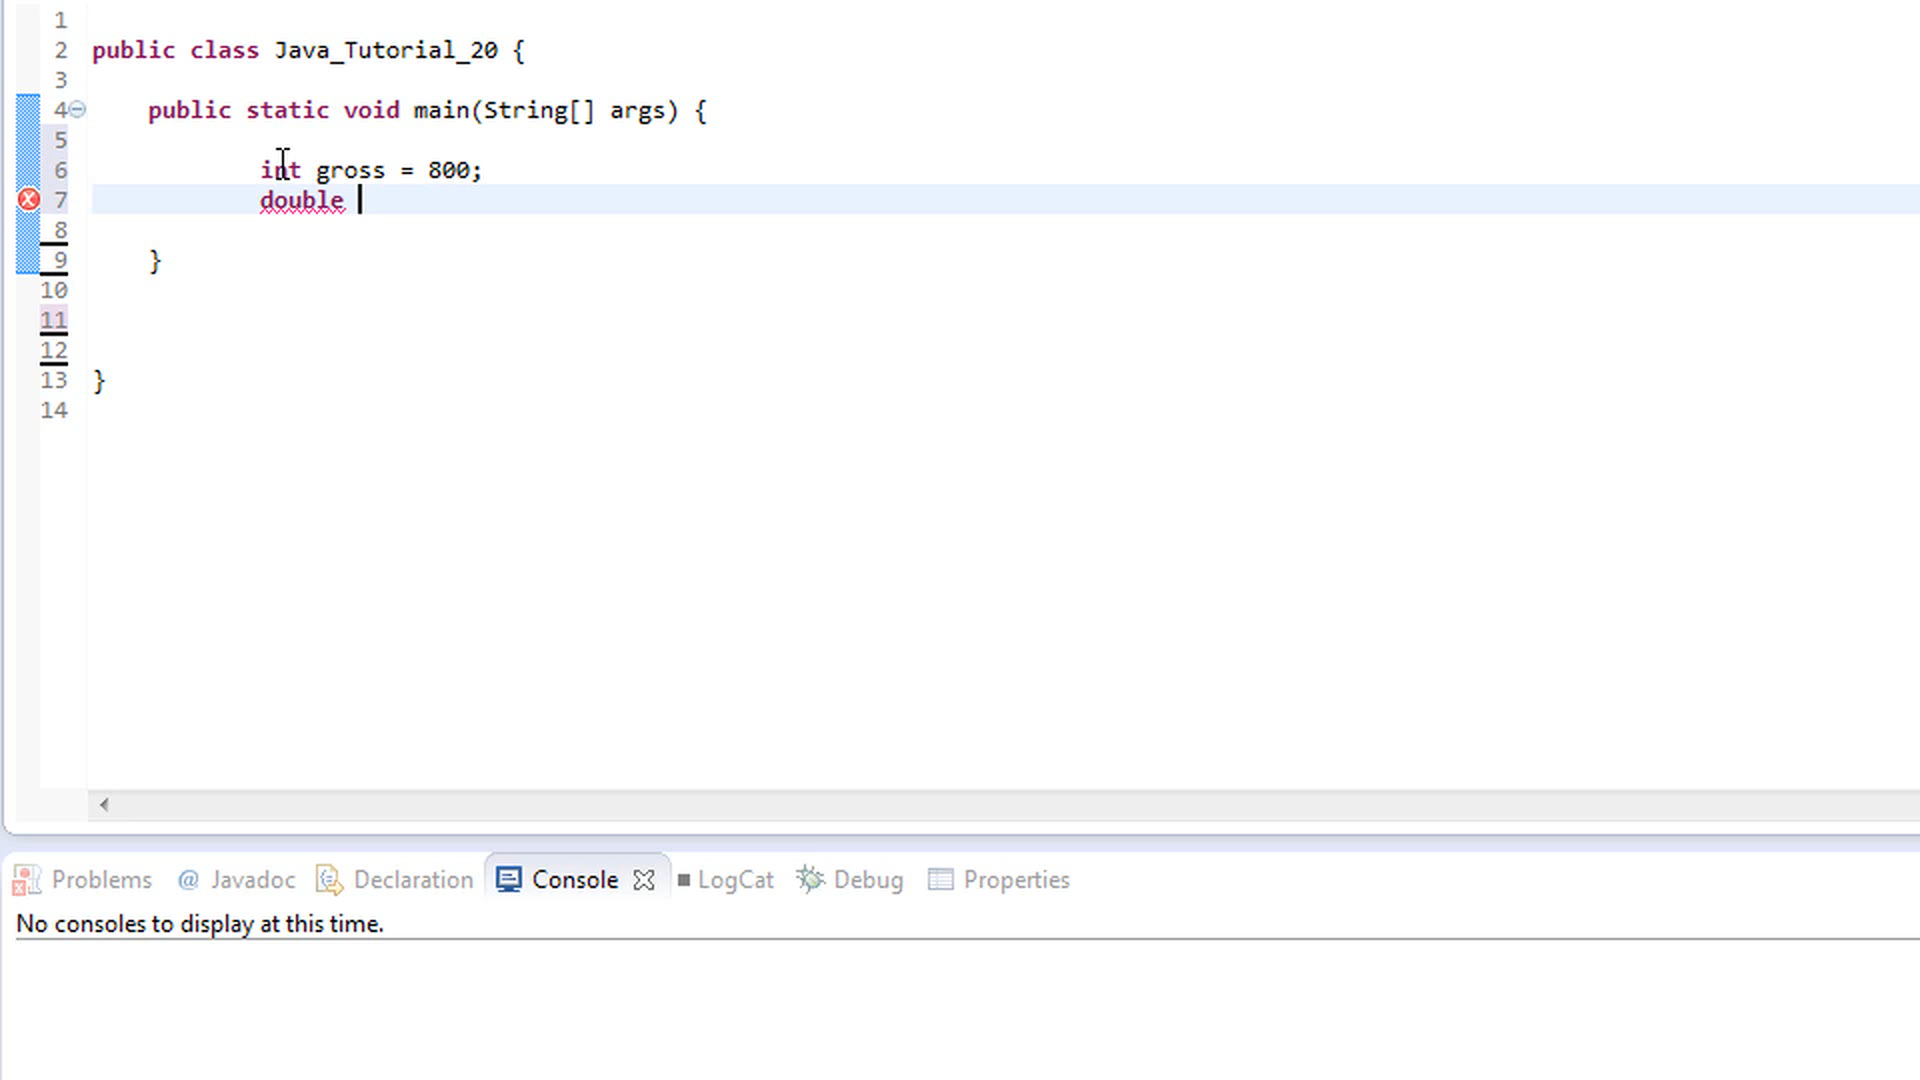 1
2 public class Java_Tutorial_20 {
3
4 public static void main(String[] args) {
5
6 int gross = 800;
7 double
8
9 }
10
11
12
13 }
14
Problems @ Javadoc Declaration Console LogCat Debug Properties
No consoles to display at this time.